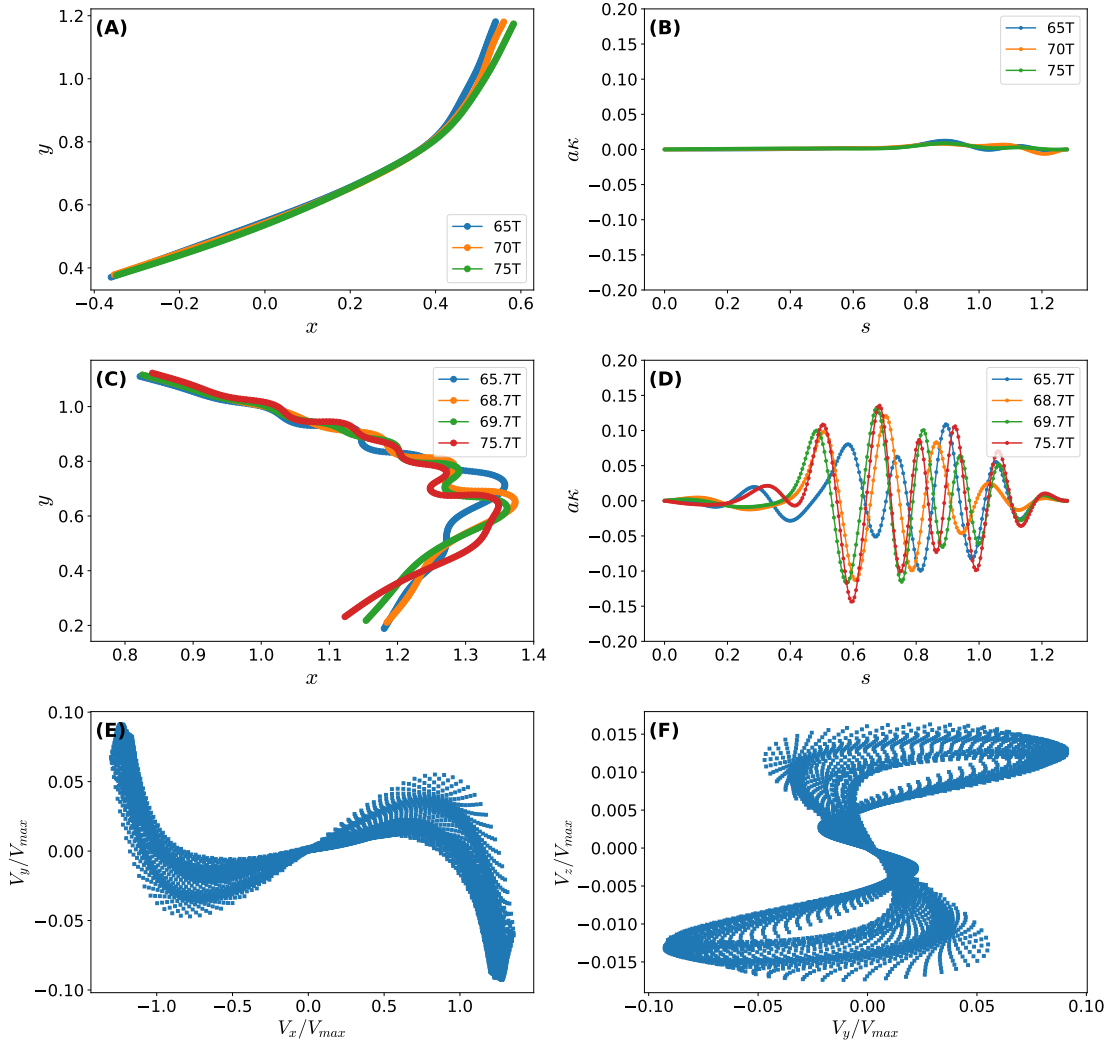 (A)
1.2
1.0
0.8
0.6
0.4
y
−0.4 −0.2 0.0 0.2 0.4 0.6
x
65T
70T
75T
(B)
0.20
0.15
0.10
0.05
0.00
−0.05
−0.10
−0.15
−0.20
aκ
0.0 0.2 0.4 0.6 0.8 1.0 1.2
s
65T
70T
75T
(C)
1.0
0.8
0.6
0.4
0.2
y
0.8 0.9 1.0 1.1 1.2 1.3 1.4
x
65.7T
68.7T
69.7T
75.7T
(D)
0.20
0.15
0.10
0.05
0.00
−0.05
−0.10
−0.15
−0.20
aκ
0.0 0.2 0.4 0.6 0.8 1.0 1.2
s
65.7T
68.7T
69.7T
75.7T
(E)
0.10
0.05
0.00
−0.05
−0.10
V_y/V_max
−1.0 −0.5 0.0 0.5 1.0
V_x/V_max
(F)
0.015
0.010
0.005
0.000
−0.005
−0.010
−0.015
V_z/V_max
−0.10 −0.05 0.00 0.05 0.10
V_y/V_max